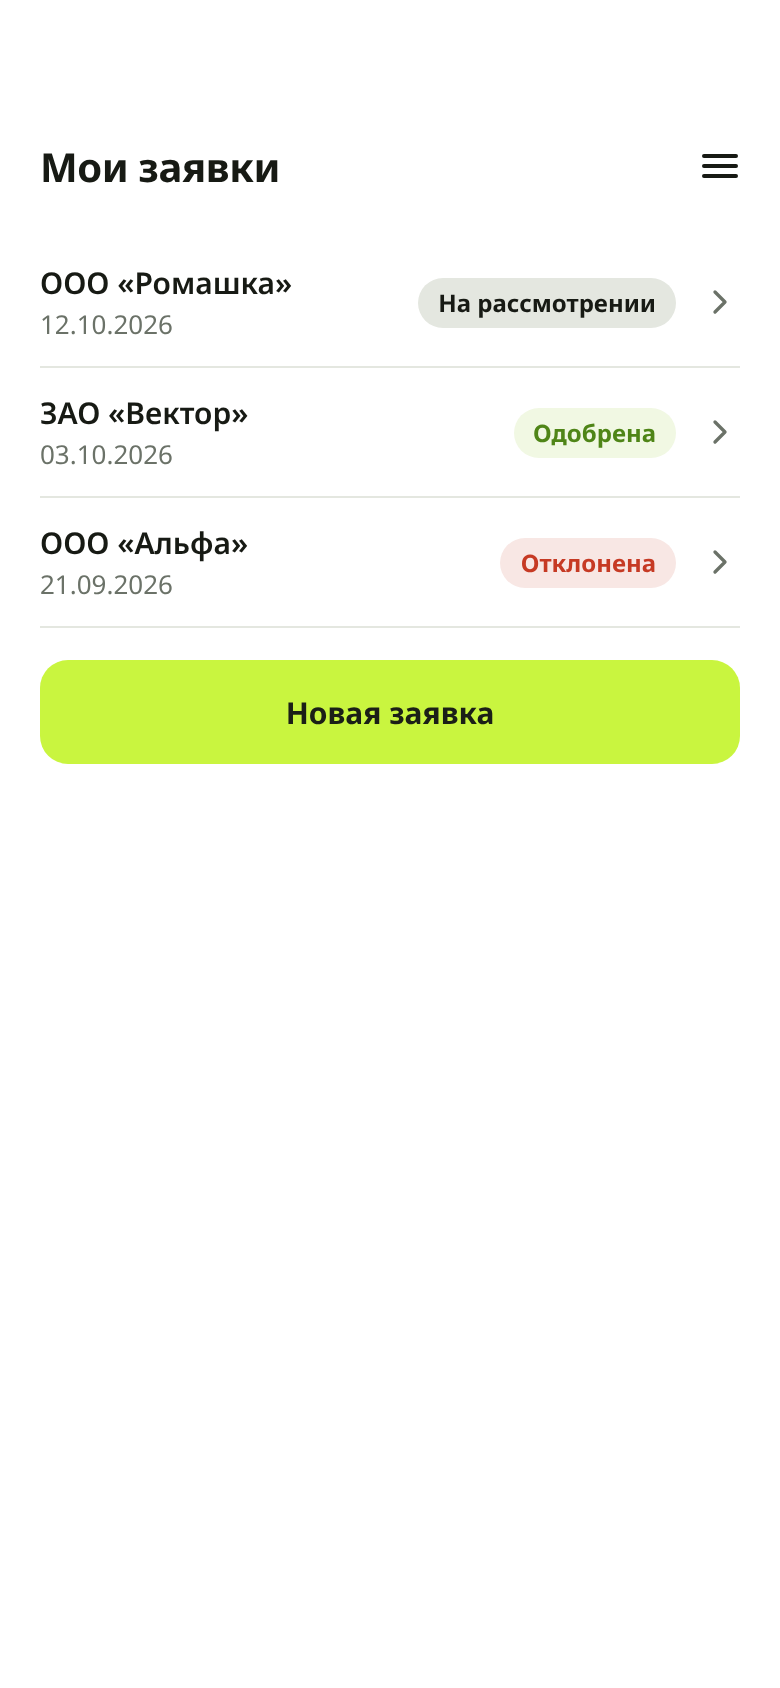 Мои заявки
ООО «Ромашка»
12.10.2026
На рассмотрении
ЗАО «Вектор»
03.10.2026
Одобрена
ООО «Альфа»
21.09.2026
Отклонена
Новая заявка